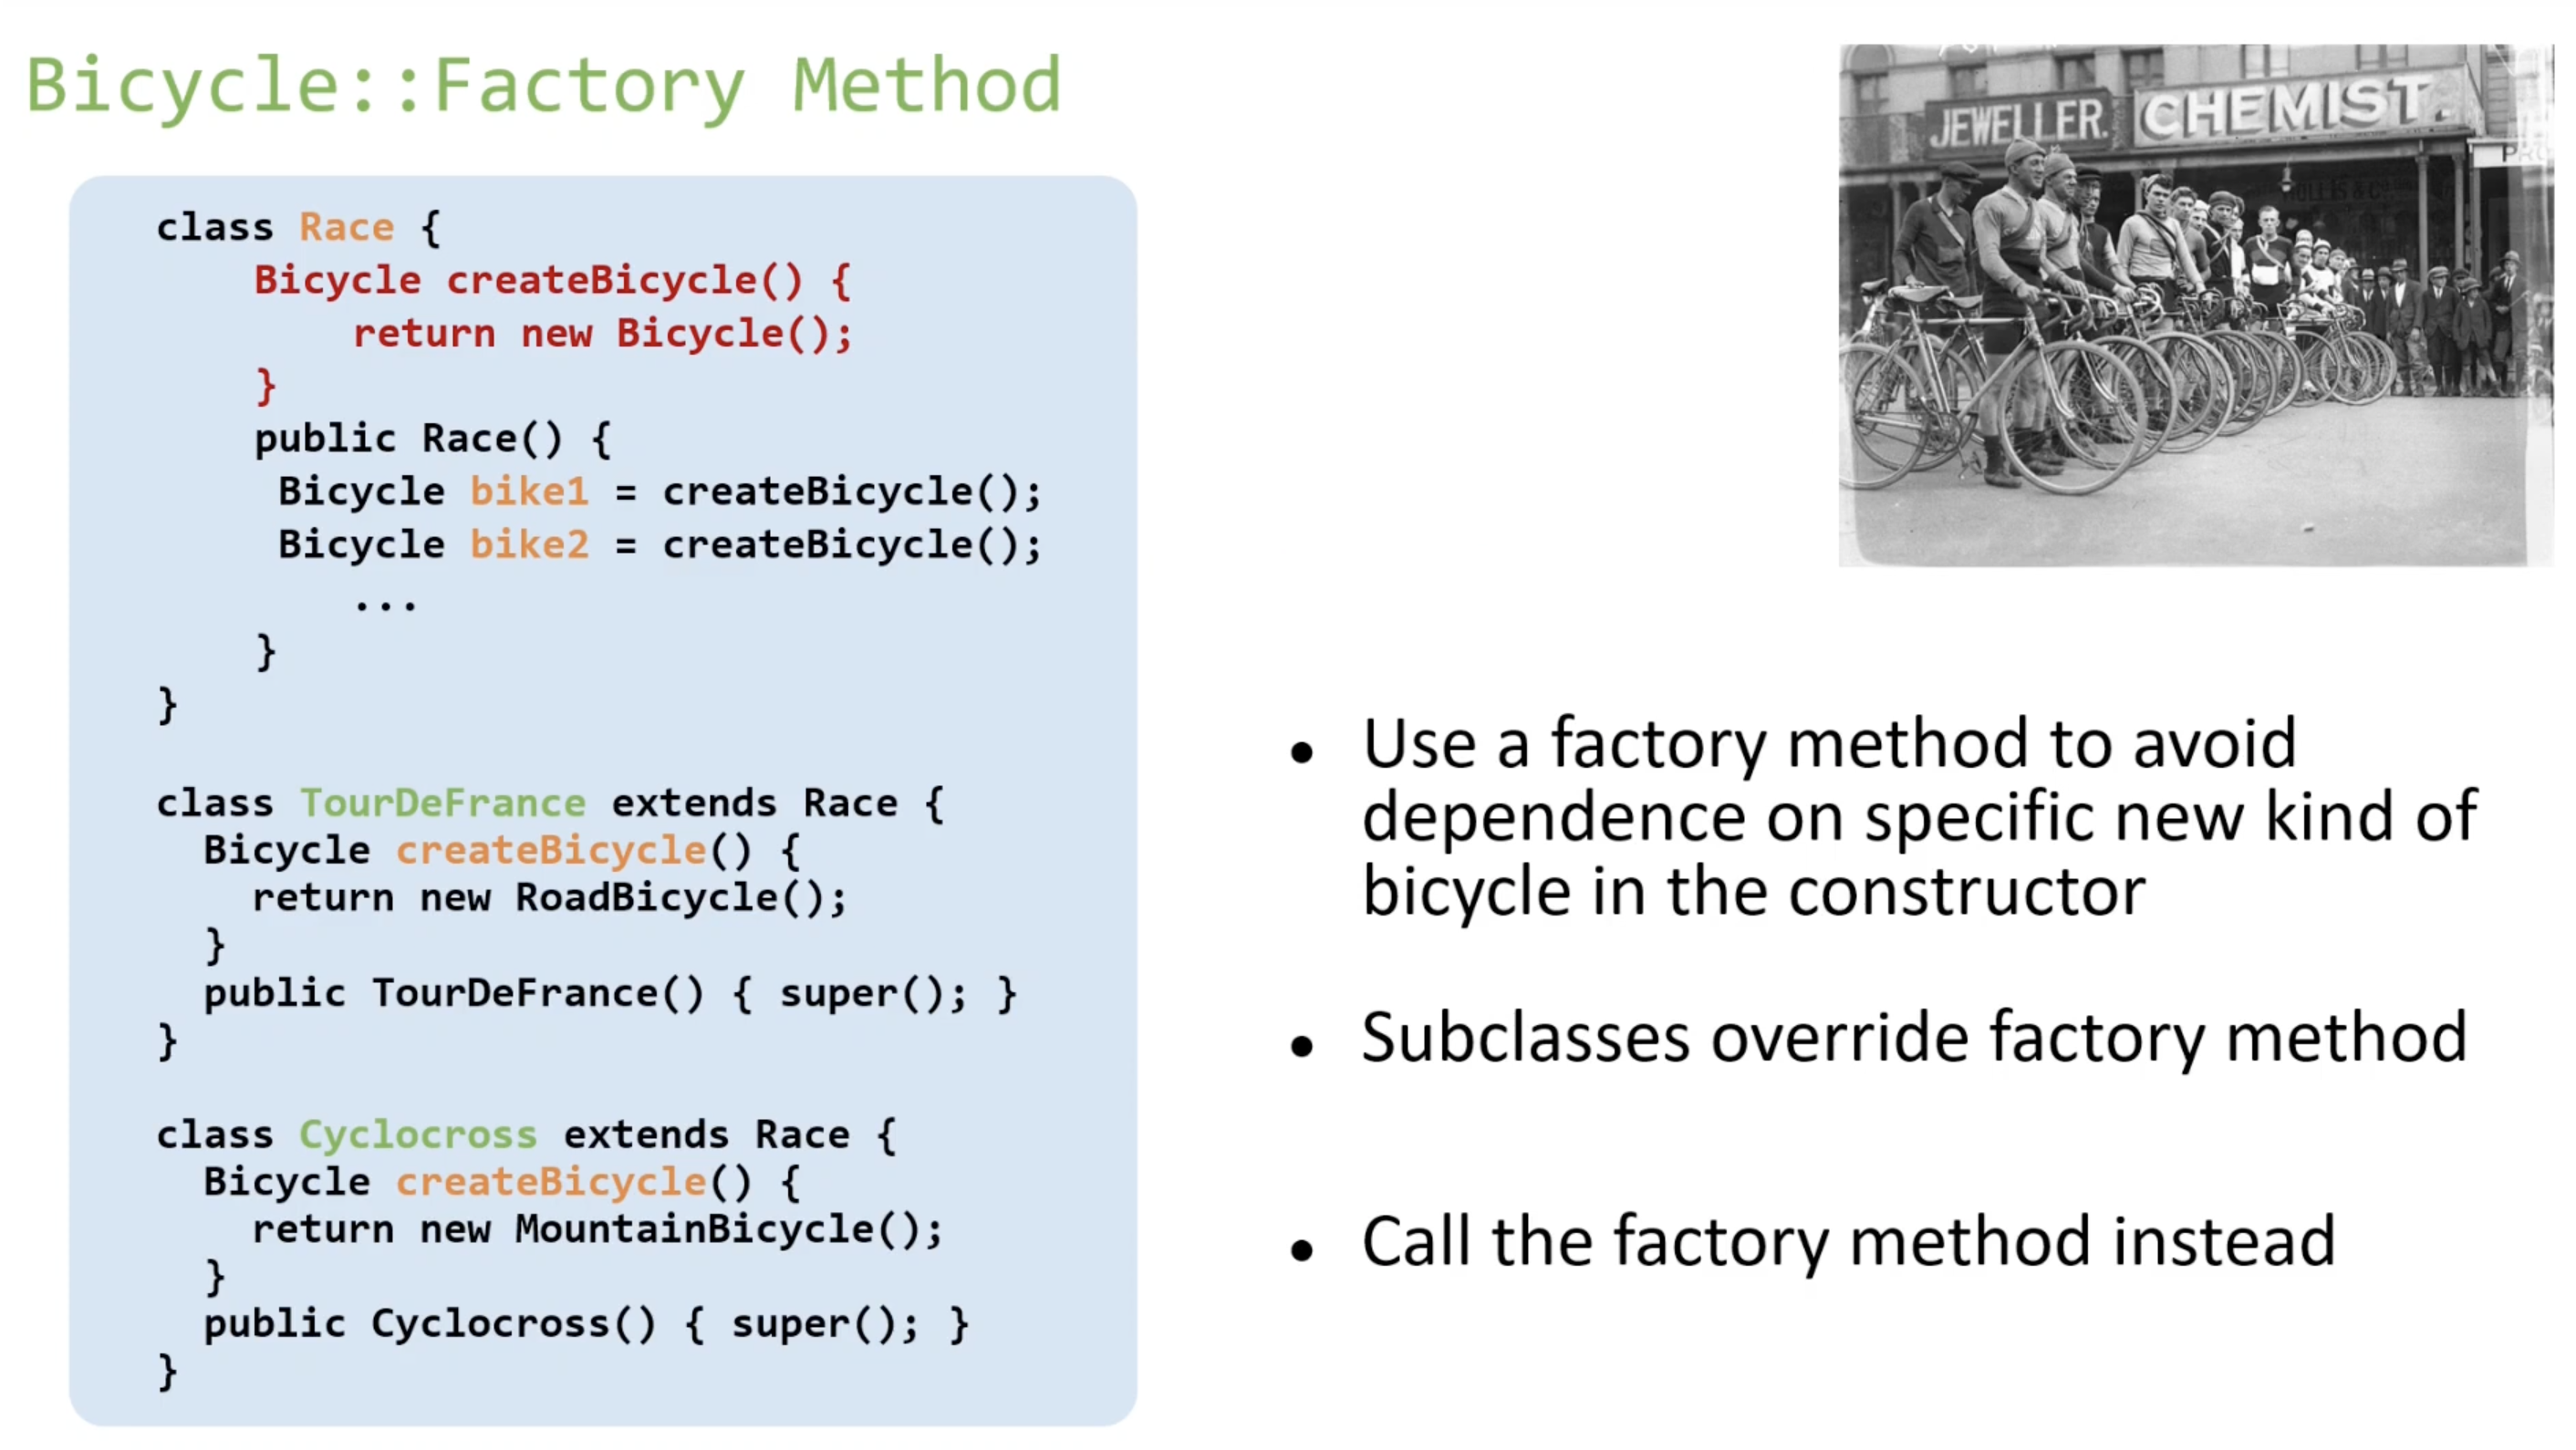 Bicycle::Factory Method
class Race {
Bicycle createBicycle() {
return new Bicycle();
}
public Race() {
Bicycle bike1 = createBicycle();
Bicycle bike2 = createBicycle();
...
}
}
class TourDeFrance extends Race {
Bicycle createBicycle() {
return new RoadBicycle();
}
public TourDeFrance() { super(); }
}
class Cyclocross extends Race {
Bicycle createBicycle() {
return new MountainBicycle();
}
public Cyclocross() { super(); }
}
JEWELLER.
CHEMIST.
• Use a factory method to avoid
dependence on specific new kind of
bicycle in the constructor
• Subclasses override factory method
• Call the factory method instead